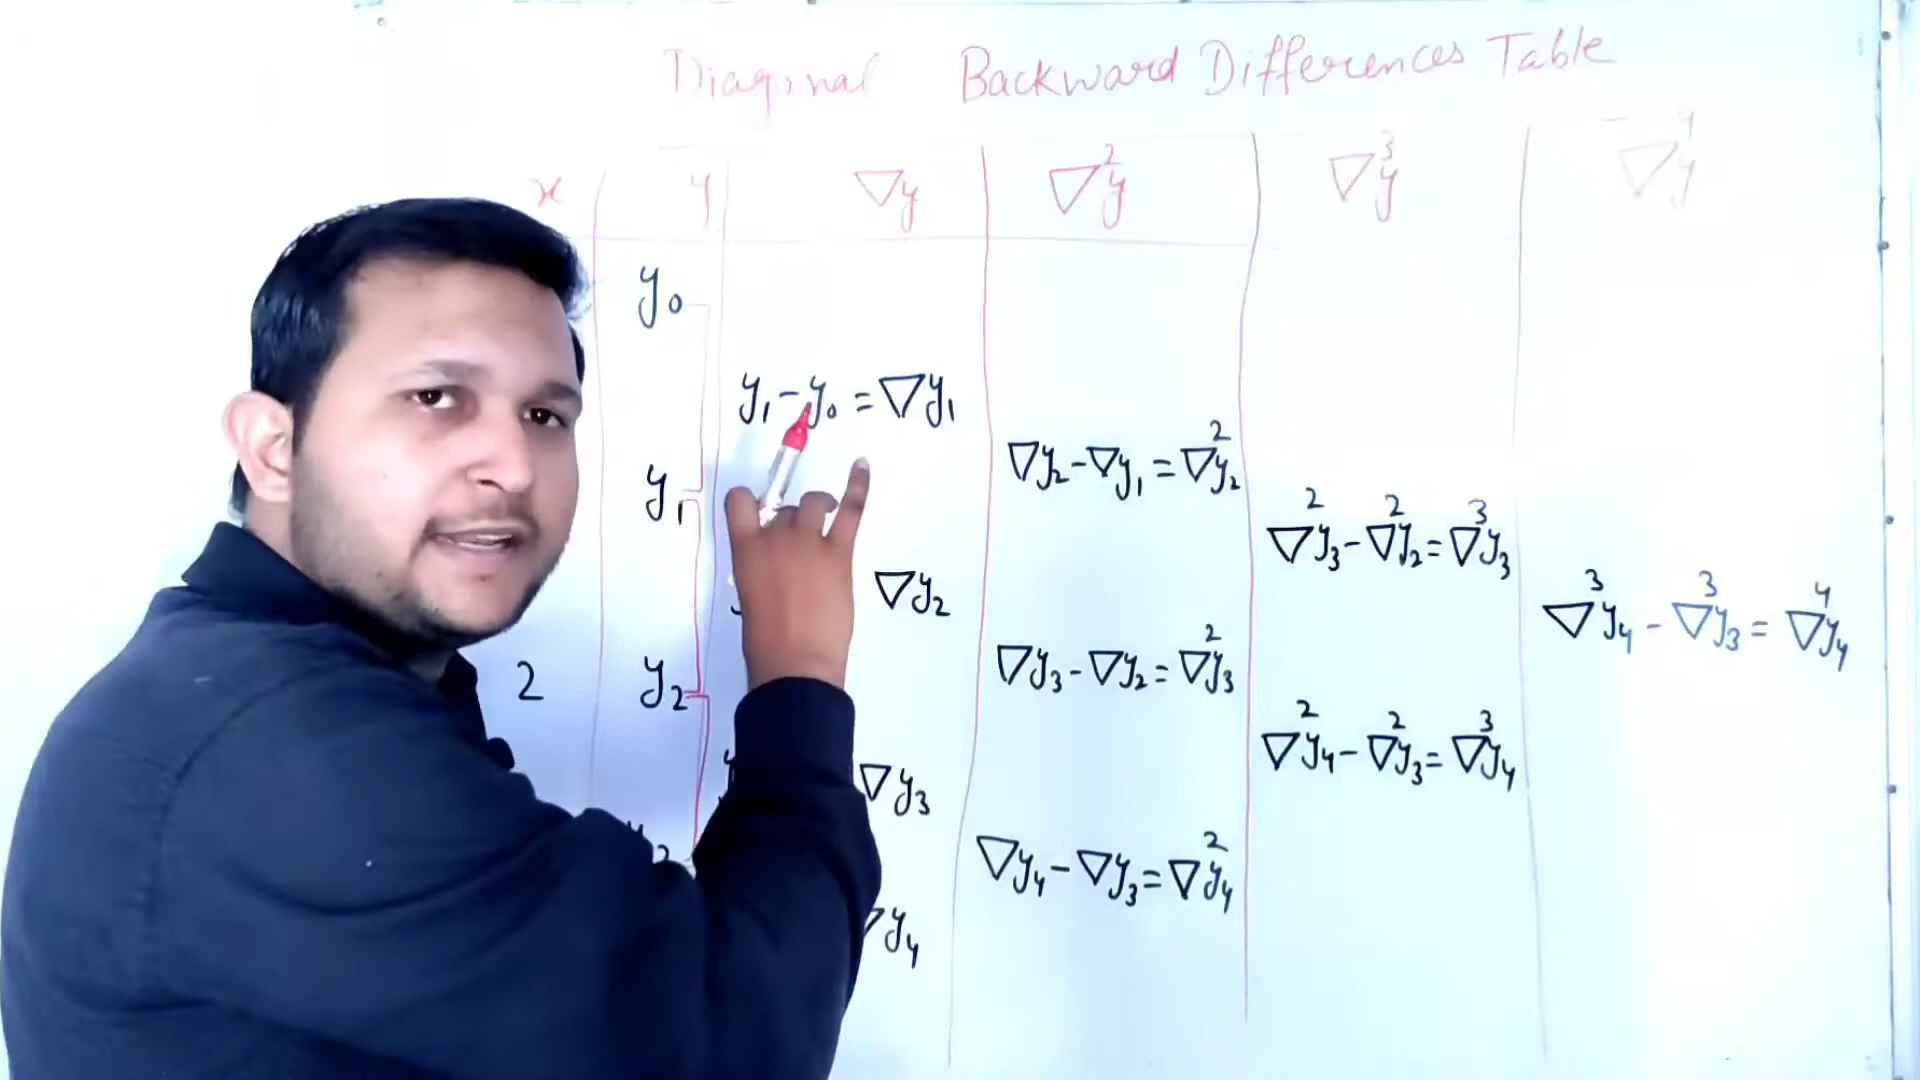 Diagonal Backward Differences Table
x y ∇y ∇²y ∇³y ∇⁴y
y₀
y₁ - y₀ = ∇y₁
∇y₂ - ∇y₁ = ∇²y₂
y₁
∇²y₃ - ∇²y₂ = ∇³y₃
∇y₂
∇³y₄ - ∇³y₃ = ∇⁴y₄
2 y₂ ∇y₃ - ∇y₂ = ∇²y₃
∇²y₄ - ∇²y₃ = ∇³y₄
∇y₃
∇y₄ - ∇y₃ = ∇²y₄
∇y₄